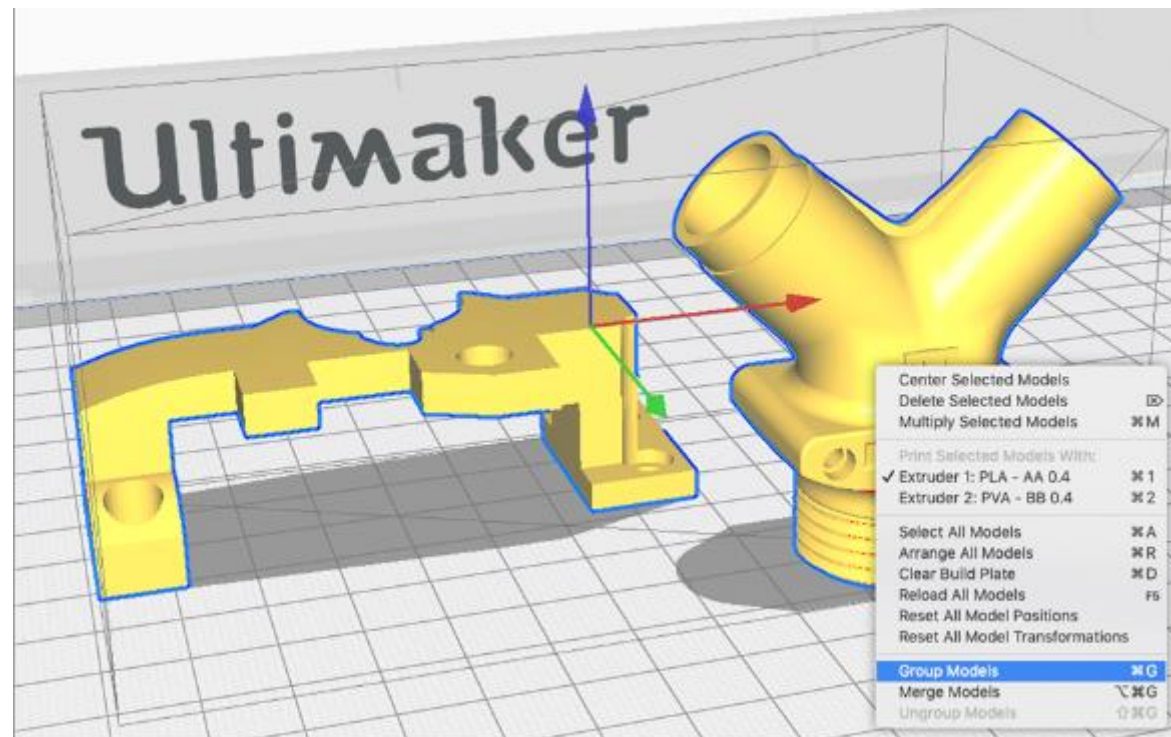 Ultimaker
Center Selected Models
Delete Selected Models ⌦
Multiply Selected Models ⌘M
Print Selected Models With:
✓ Extruder 1: PLA - AA 0.4 ⌘1
Extruder 2: PVA - BB 0.4 ⌘2
Select All Models ⌘A
Arrange All Models ⌘R
Clear Build Plate ⌘D
Reload All Models F5
Reset All Model Positions
Reset All Model Transformations
Group Models ⌘G
Merge Models ⌥⌘G
Ungroup Models ⇧⌘G